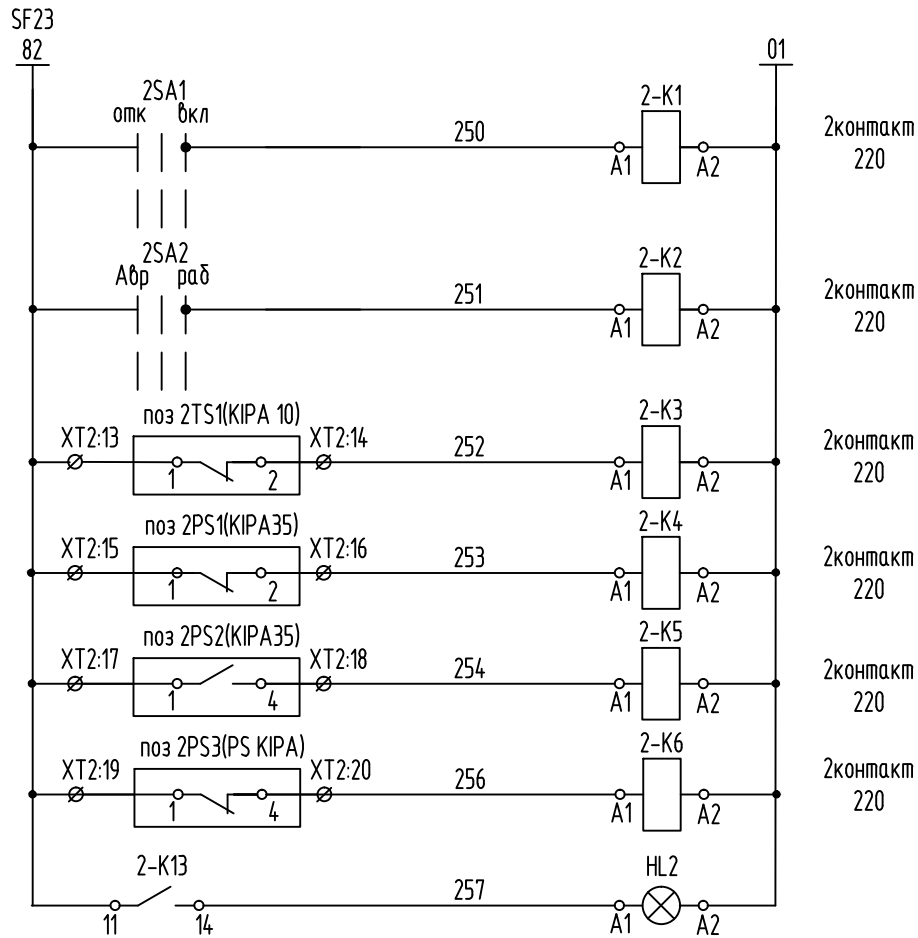 SF23
82
01
2SA1
отк вкл
250
2-K1
A1
A2
2контакт
220
2SA2
Авр раб
251
2-K2
A1
A2
2контакт
220
поз 2TS1(KIPA 10)
XT2:13
1
2
XT2:14
252
2-K3
A1
A2
2контакт
220
поз 2PS1(KIPA35)
XT2:15
1
2
XT2:16
253
2-K4
A1
A2
2контакт
220
поз 2PS2(KIPA35)
XT2:17
1
4
XT2:18
254
2-K5
A1
A2
2контакт
220
поз 2PS3(PS KIPA)
XT2:19
1
4
XT2:20
256
2-K6
A1
A2
2контакт
220
2-K13
11
14
257
HL2
A1
A2